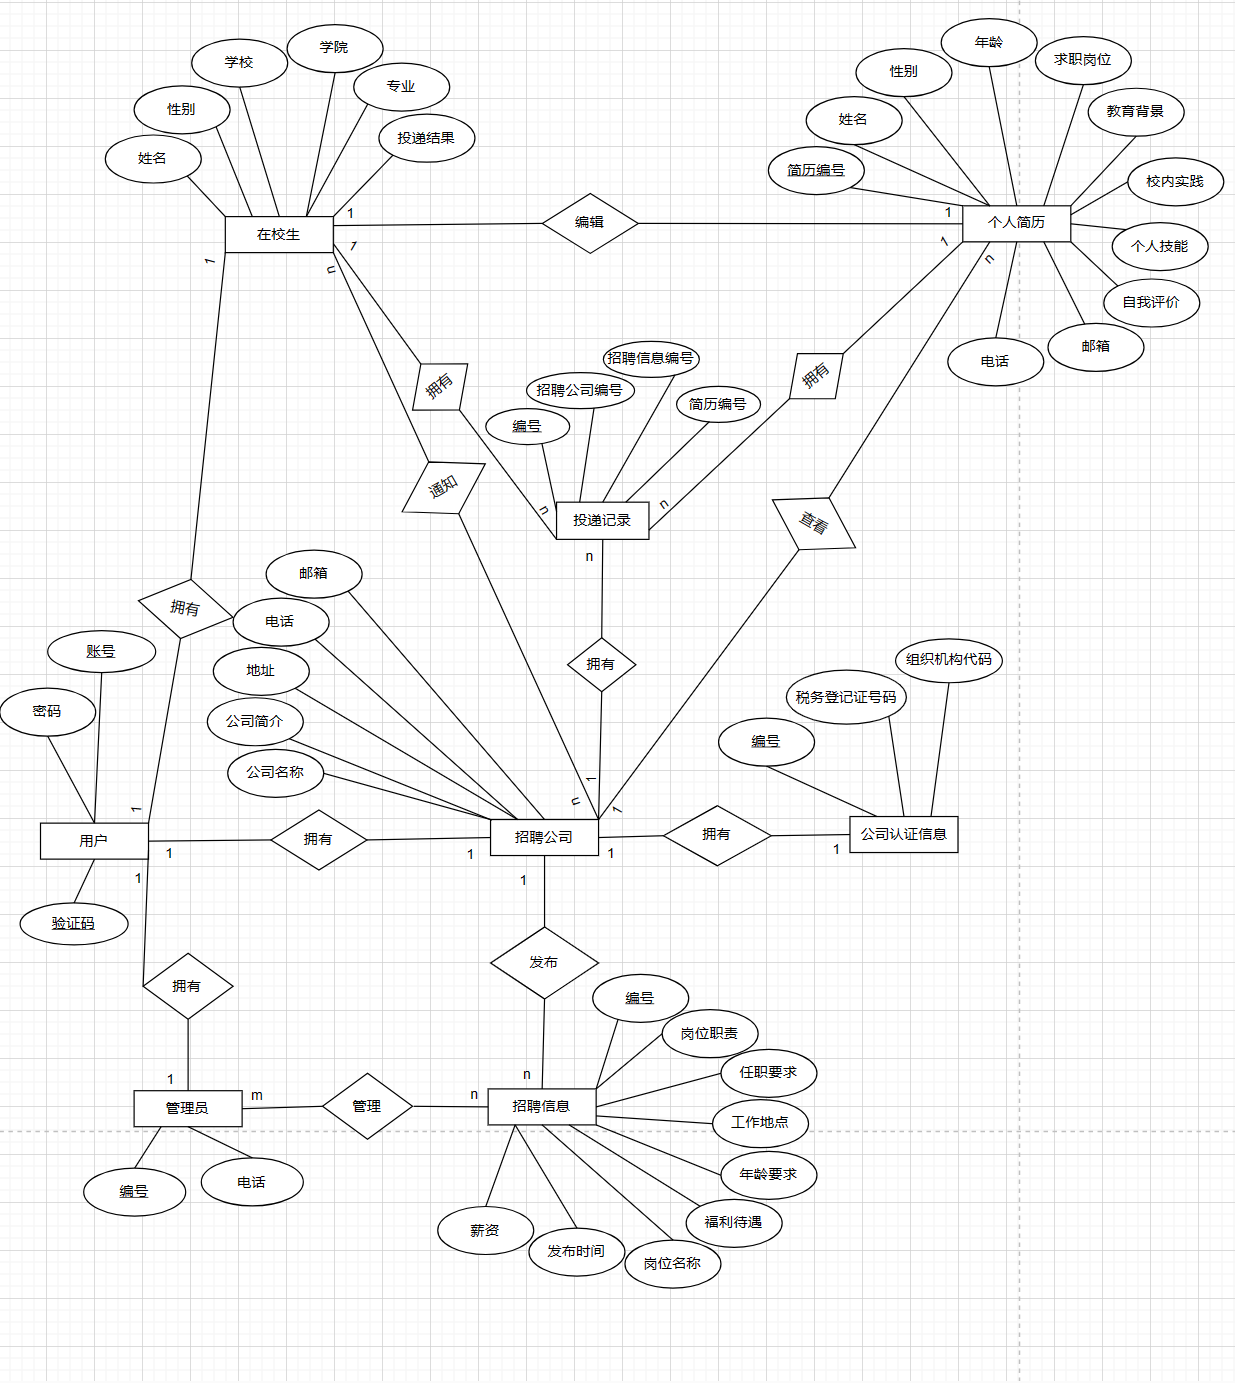 学院
年龄
学校
求职岗位
性别
专业
性别
教育背景
姓名
投递结果
姓名
简历编号
校内实践
1
1
在校生
编辑
个人简历
1
1
个人技能
1
n
n
自我评价
招聘信息编号
邮箱
电话
拥有
拥有
招聘公司编号
简历编号
编号
通知
n
n
投递记录
查看
n
邮箱
拥有
电话
账号
拥有
组织机构代码
地址
税务登记证号码
密码
公司简介
编号
公司名称
1
n
1
1
用户
拥有
招聘公司
拥有
公司认证信息
1
1
1
1
1
1
验证码
发布
拥有
编号
岗位职责
n
任职要求
1
m
n
管理员
管理
招聘信息
工作地点
年龄要求
电话
编号
福利待遇
薪资
发布时间
岗位名称